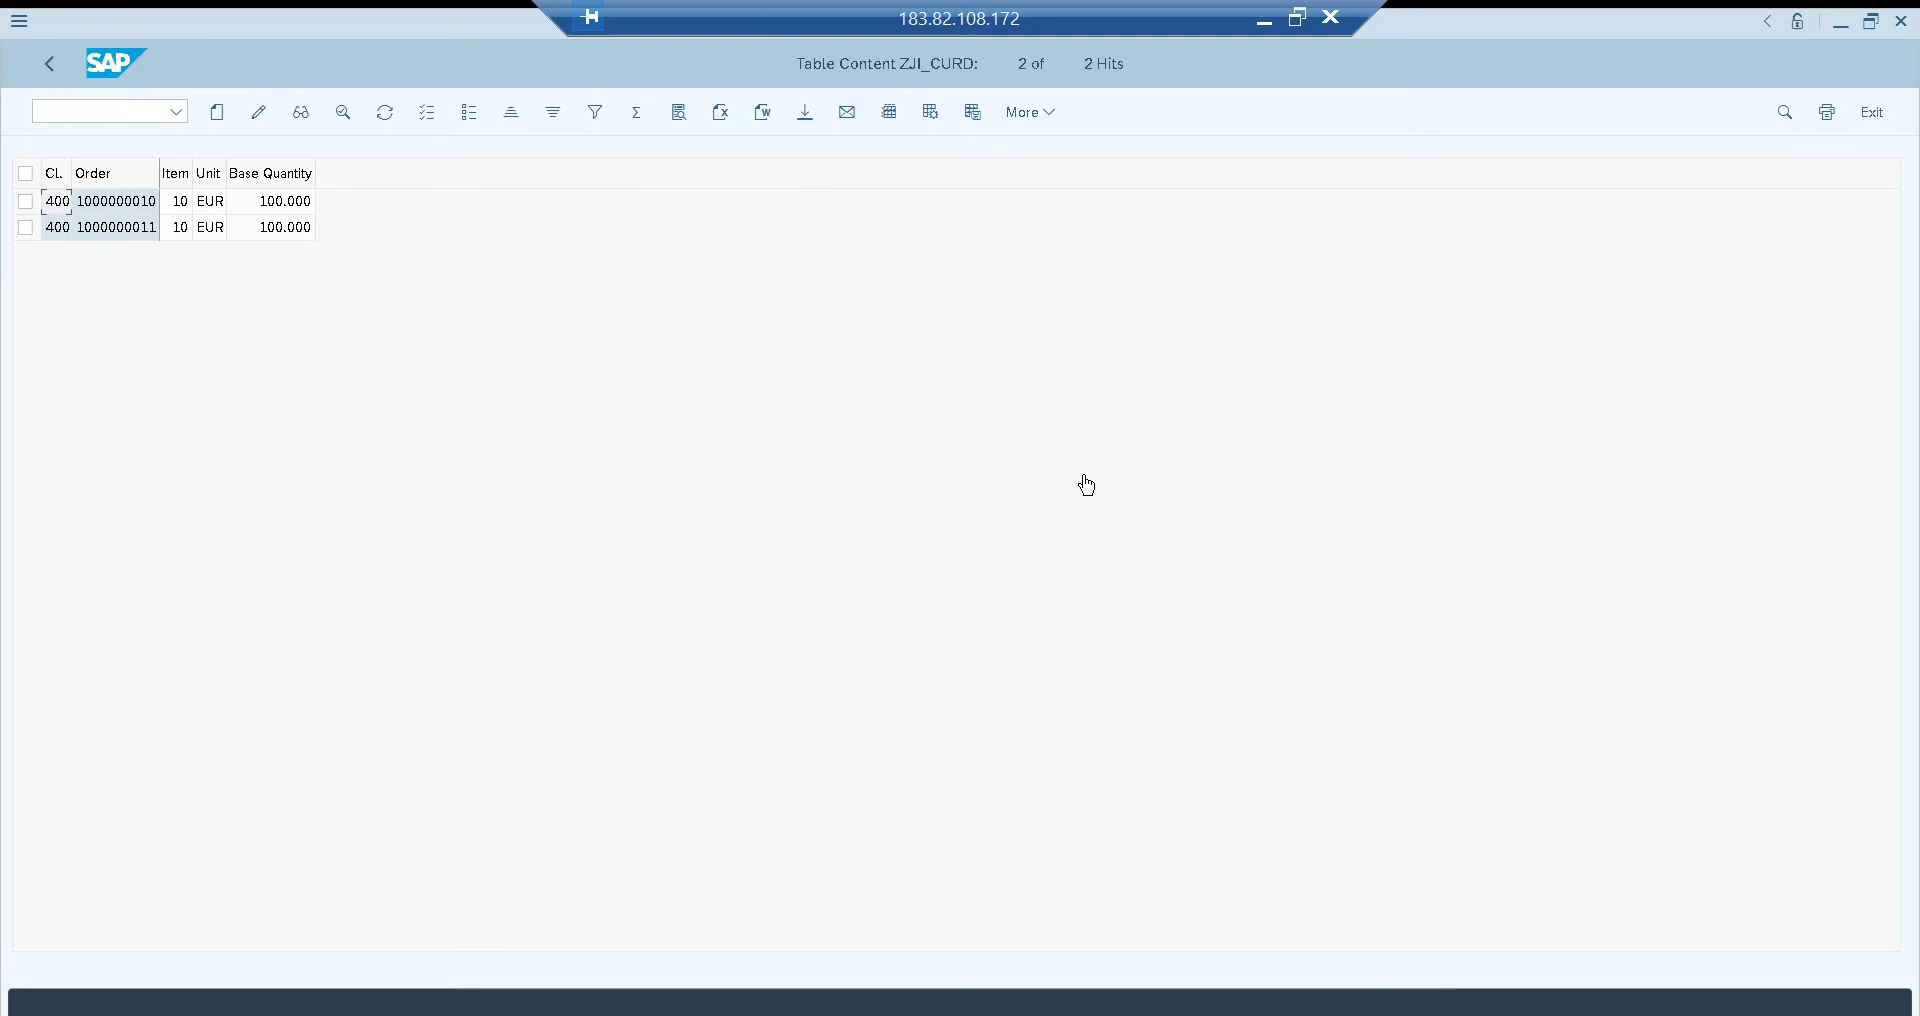 183.82.108.172
SAP
Table Content ZJI_CURD: 2 of 2 Hits
More
Exit
Cl. Order Item Unit Base Quantity
400 1000000010 10 EUR 100.000
400 1000000011 10 EUR 100.000